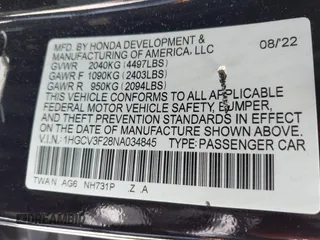 MFD. BY HONDA DEVELOPMENT & 08/22
MANUFACTURING OF AMERICA, LLC
GVWR 2040KG (4497LBS)
GAWR F 1090KG (2403LBS)
GAWR R 950KG (2094LBS)
THIS VEHICLE CONFORMS TO ALL APPLICABLE
FEDERAL MOTOR VEHICLE SAFETY, BUMPER,
AND THEFT PREVENTION STANDARDS IN EFFECT
ON THE DATE OF MANUFACTURE SHOWN ABOVE.
V.I.N.: 1HGCV3F28NA034845 TYPE: PASSENGER CAR
TWAN AG6 NH731P Z A